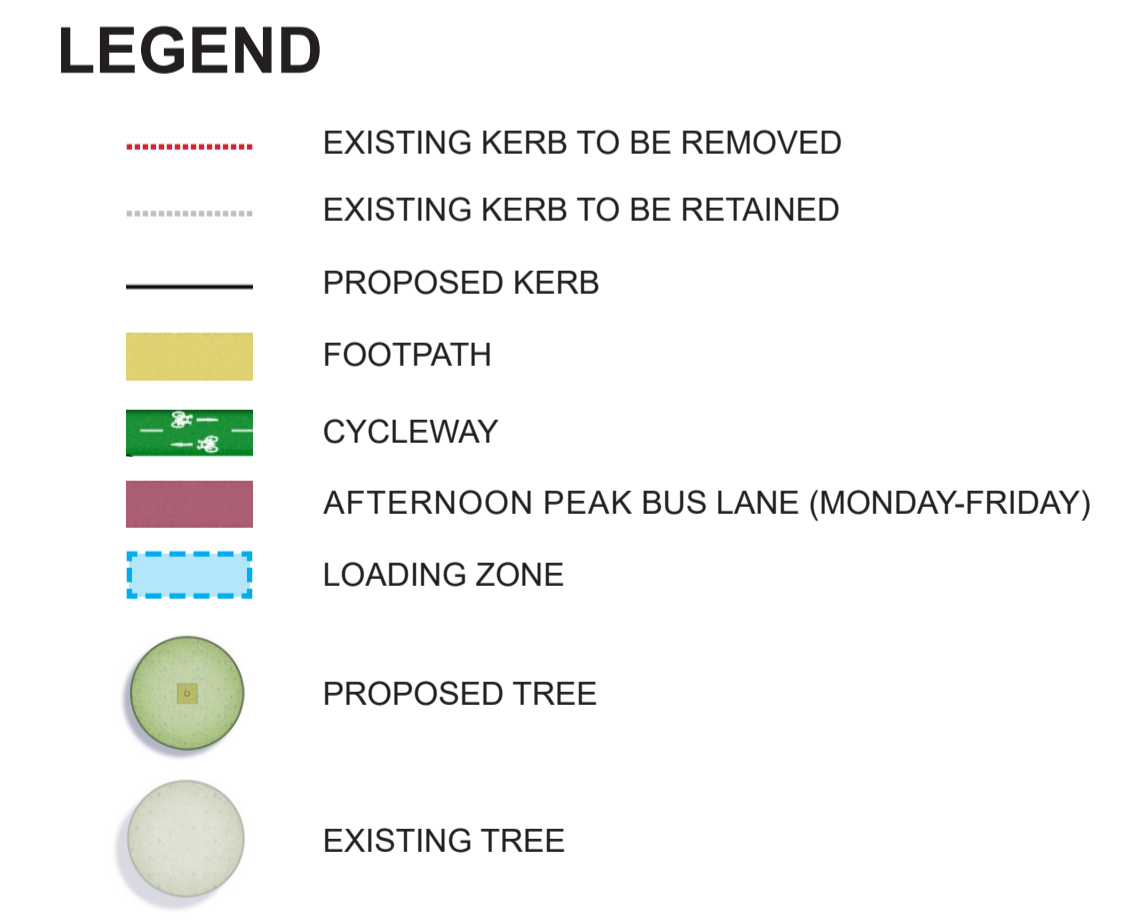 LEGEND
EXISTING KERB TO BE REMOVED
EXISTING KERB TO BE RETAINED
PROPOSED KERB
FOOTPATH
CYCLEWAY
AFTERNOON PEAK BUS LANE (MONDAY-FRIDAY)
LOADING ZONE
PROPOSED TREE
EXISTING TREE